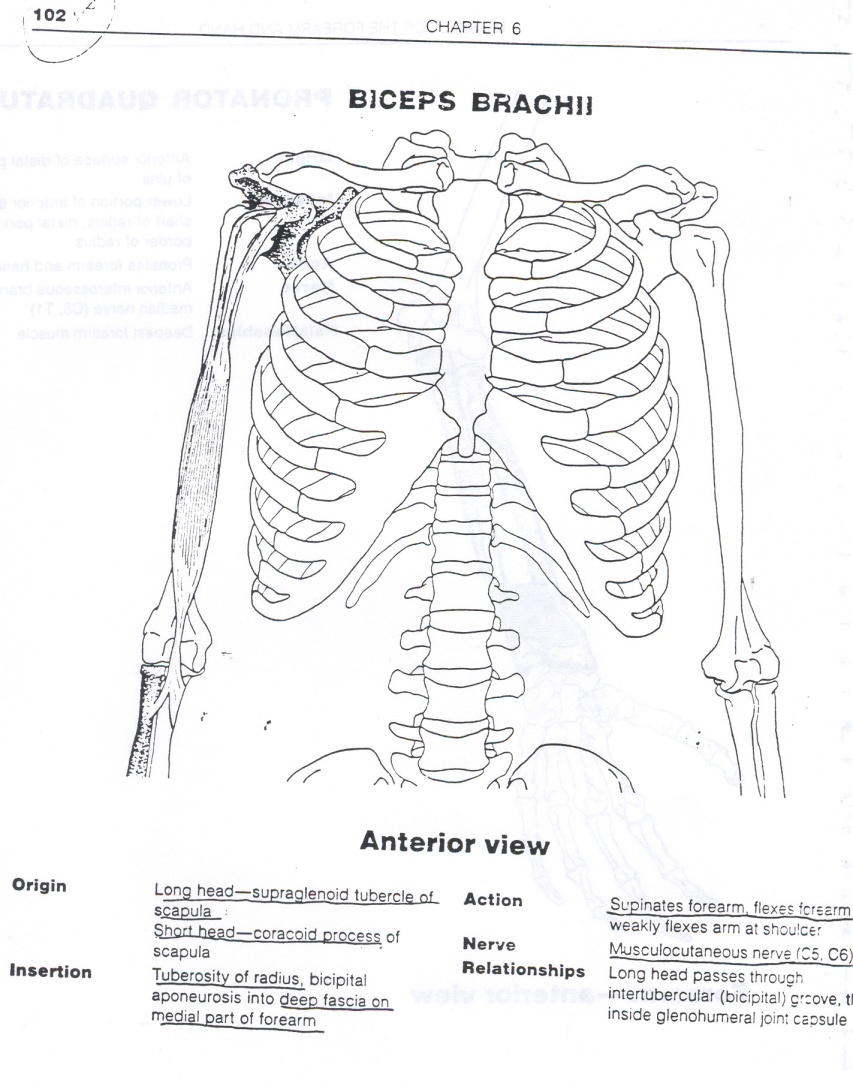 102
CHAPTER 6
BICEPS BRACHII
Anterior view
Origin
Long head—supraglenoid tubercle of
scapula
Short head—coracoid process of
scapula
Insertion
Tuberosity of radius, bicipital
aponeurosis into deep fascia on
medial part of forearm
Action
Supinates forearm, flexes forearm
weakly flexes arm at shoulder
Nerve
Musculocutaneous nerve (C5, C6)
Relationships
Long head passes through
intertubercular (bicipital) groove,
inside glenohumeral joint capsule